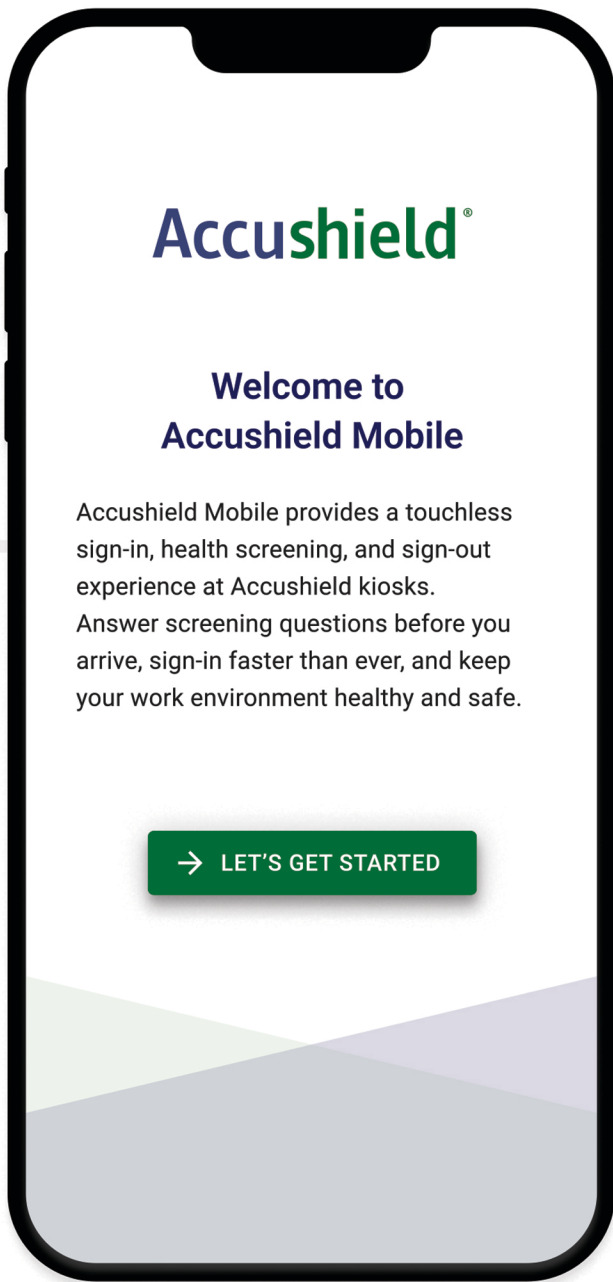 Accushield®
Welcome to
Accushield Mobile
Accushield Mobile provides a touchless
sign-in, health screening, and sign-out
experience at Accushield kiosks.
Answer screening questions before you
arrive, sign-in faster than ever, and keep
your work environment healthy and safe.
→ LET’S GET STARTED